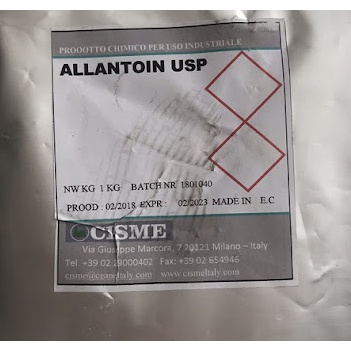 PRODOTTO CHIMICO PER USO INDUSTRIALE
ALLANTOIN USP
NW KG 1 KG BATCH NR 1801040
PROOD : 02/2018 EXPR : 02/2023 MADE IN E.C
CISME
Via Giuseppe Marcora, 7 20121 Milano – Italy
Tel. +39 02 29000402 Fax: +39 02 654946
cisme@cismeitaly.com www.cismeitaly.com